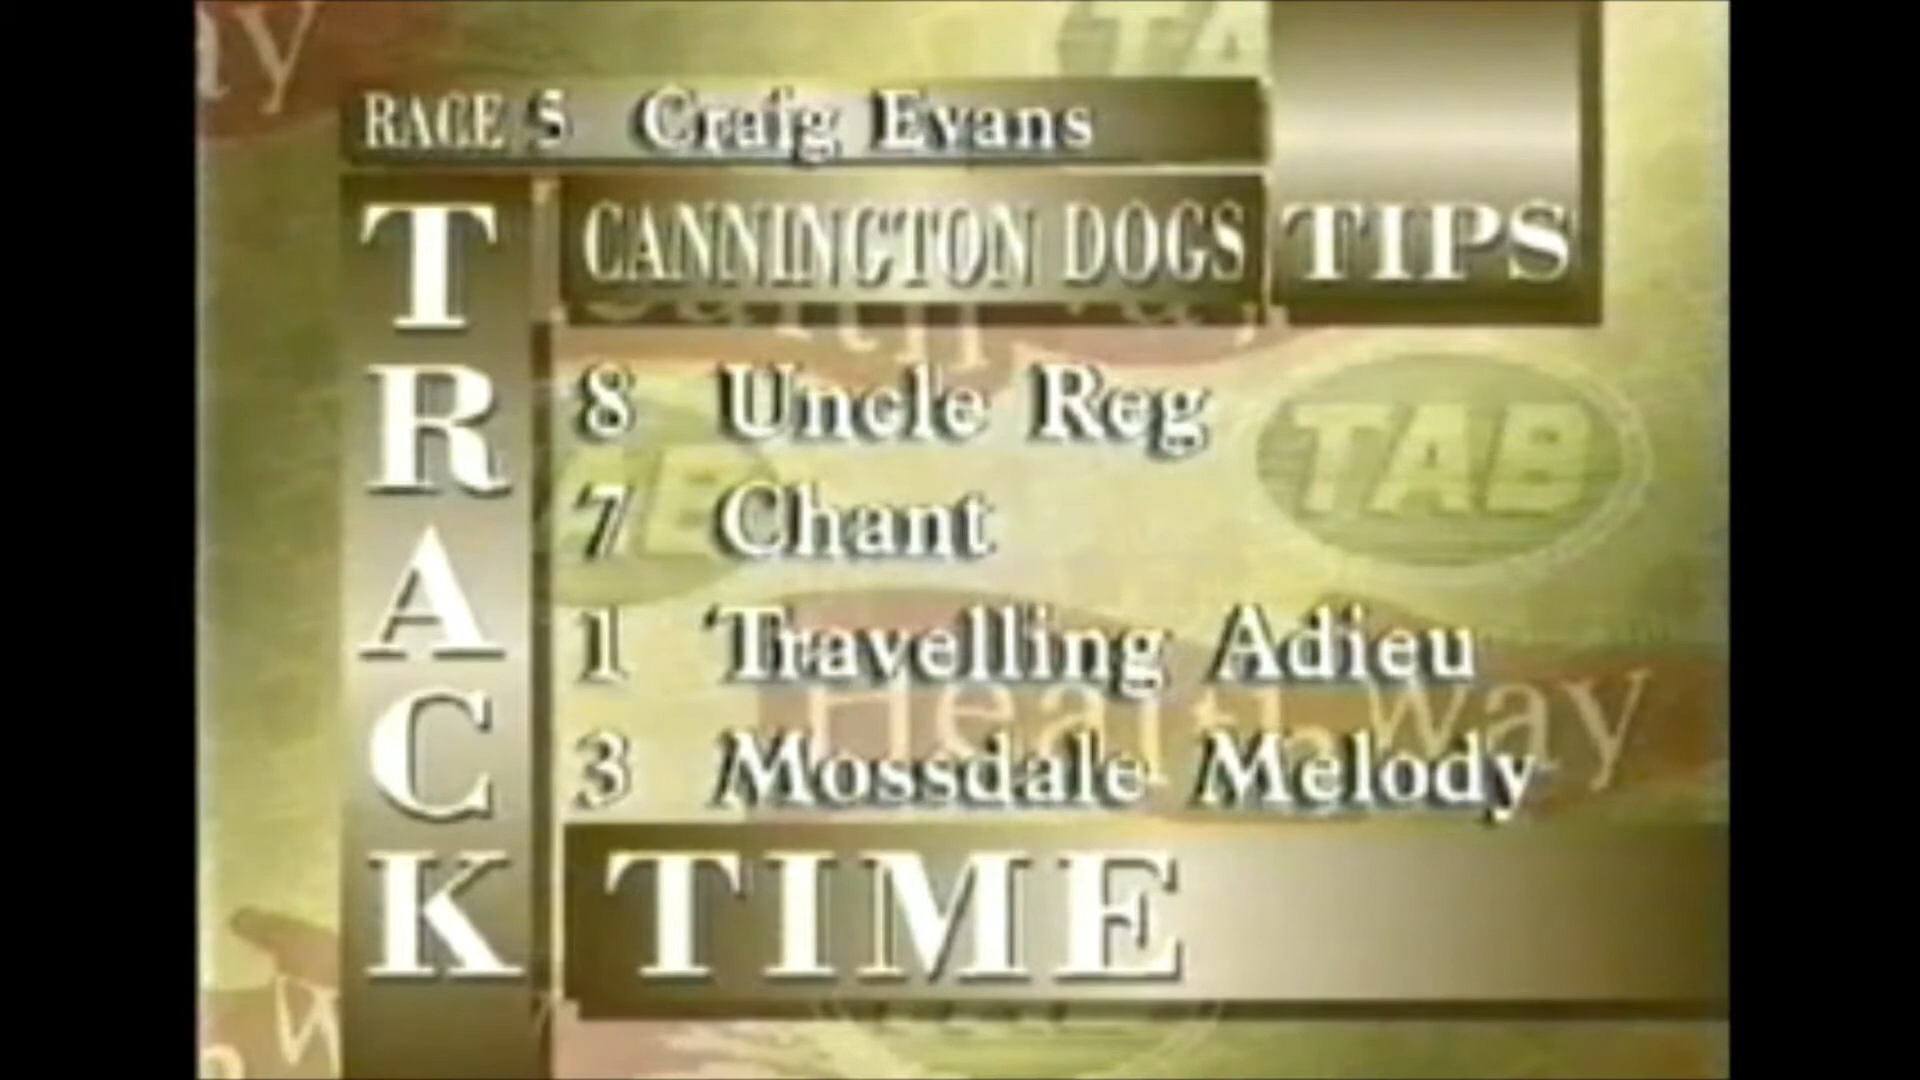 RACE 5 Craig Evans
CANNINGTON DOGS TIPS
8 Uncle Reg
7 Chant
1 Travelling Adieu
3 Mossdale Melody
TRACK
TIME
TAB
Healthway